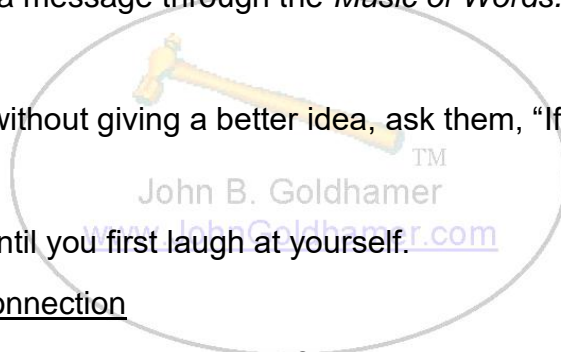 a message through the Music of Words.
without giving a better idea, ask them, “If
TM
John B. Goldhamer
www.JohnGoldhamer.com
until you first laugh at yourself.
onnection